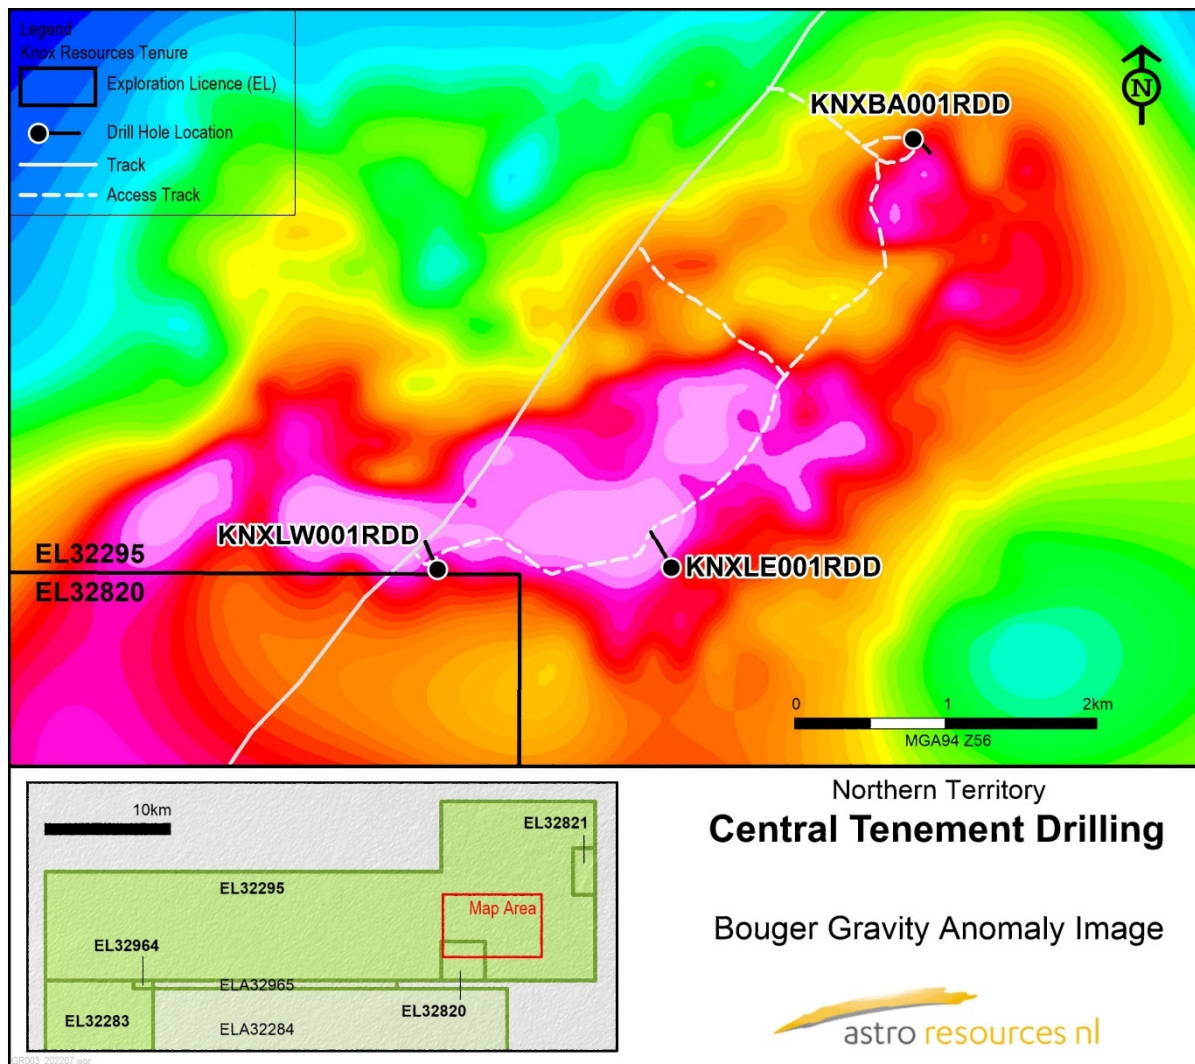 Legend
Knox Resources Tenure
Exploration Licence (EL)
Drill Hole Location
Track
Access Track
N
KNXBA001RDD
KNXLW001RDD
KNXLE001RDD
EL32295
EL32820
0 1 2km
MGA94 Z56
10km
EL32821
EL32295
Map Area
EL32964
ELA32965
EL32820
EL32283
ELA32284
GR003_202207.wor
Northern Territory
Central Tenement Drilling
Bouger Gravity Anomaly Image
astro resources nl